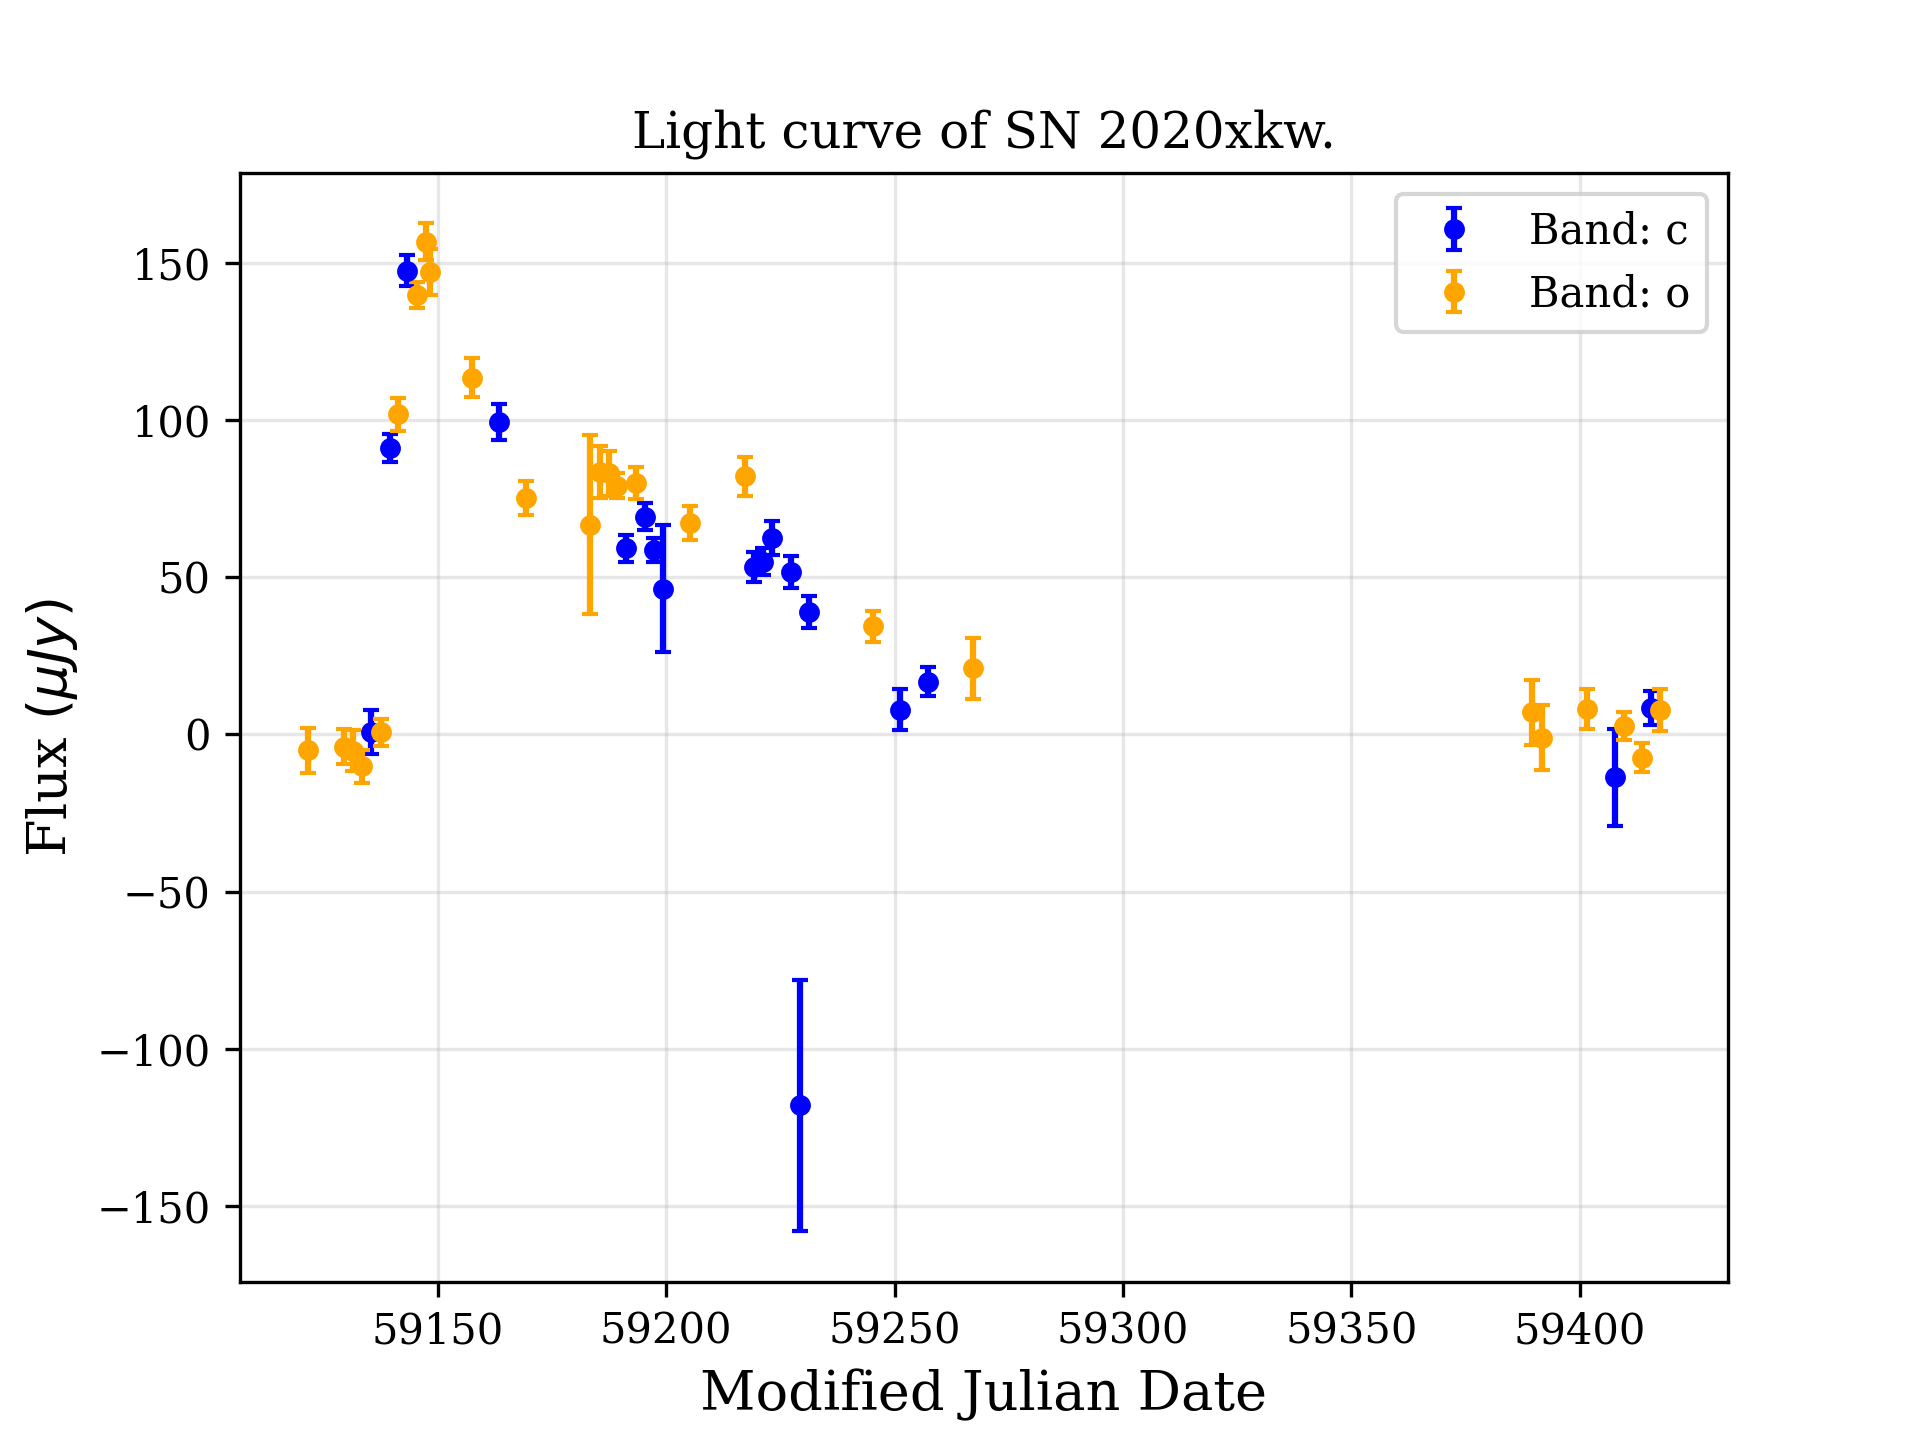 Light curve of SN 2020xkw.
Band: c
Band: o
150
100
50
0
−50
−100
−150
Flux (μJy)
59150 59200 59250 59300 59350 59400
Modified Julian Date